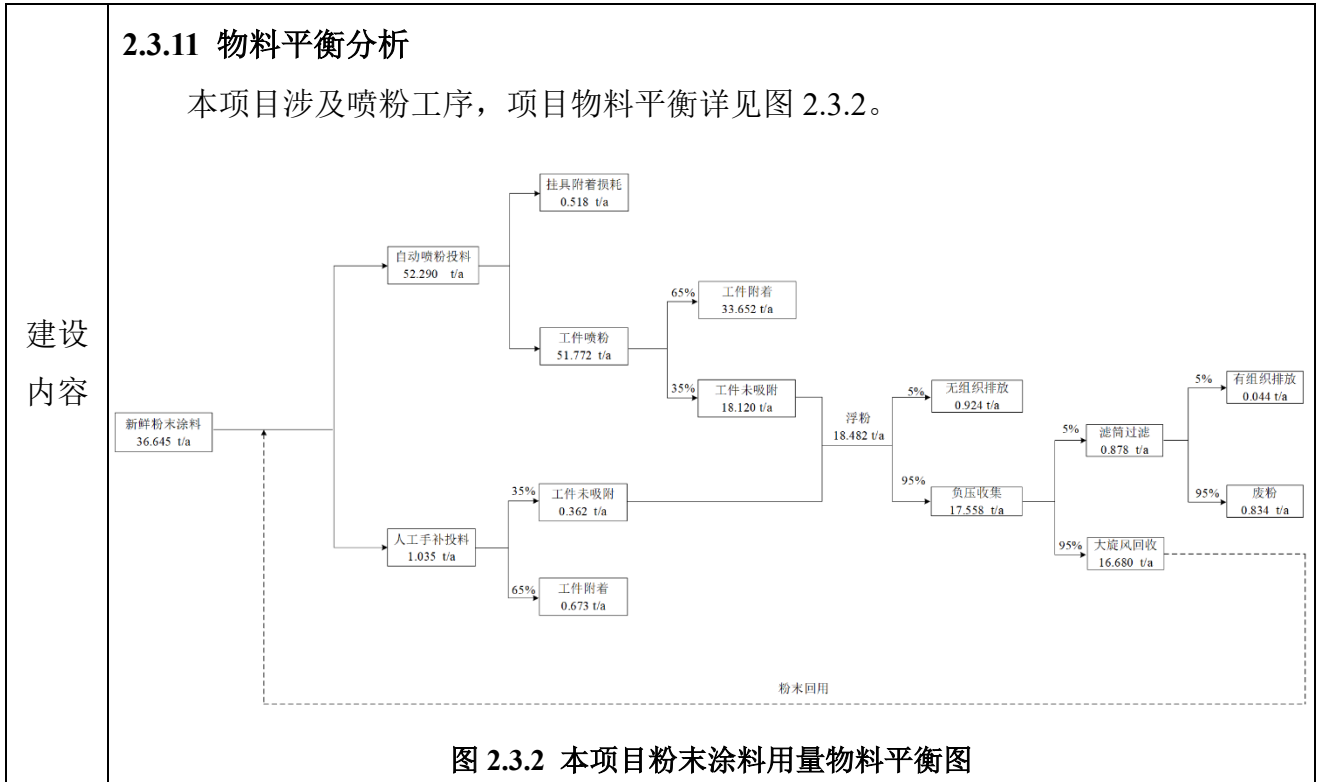 2.3.11 物料平衡分析
本项目涉及喷粉工序，项目物料平衡详见图 2.3.2。
建设
内容
挂具附着损耗
0.518 t/a
自动喷粉投料
52.290 t/a
65%
工件附着
33.652 t/a
工件喷粉
51.772 t/a
35%
工件未吸附
18.120 t/a
新鲜粉末涂料
36.645 t/a
浮粉
18.482 t/a
5%
无组织排放
0.924 t/a
5%
有组织排放
0.044 t/a
5%
滤筒过滤
0.878 t/a
95%
负压收集
17.558 t/a
95%
废粉
0.834 t/a
95%
大旋风回收
16.680 t/a
35%
工件未吸附
0.362 t/a
人工手补投料
1.035 t/a
65%
工件附着
0.673 t/a
粉末回用
图 2.3.2 本项目粉末涂料用量物料平衡图